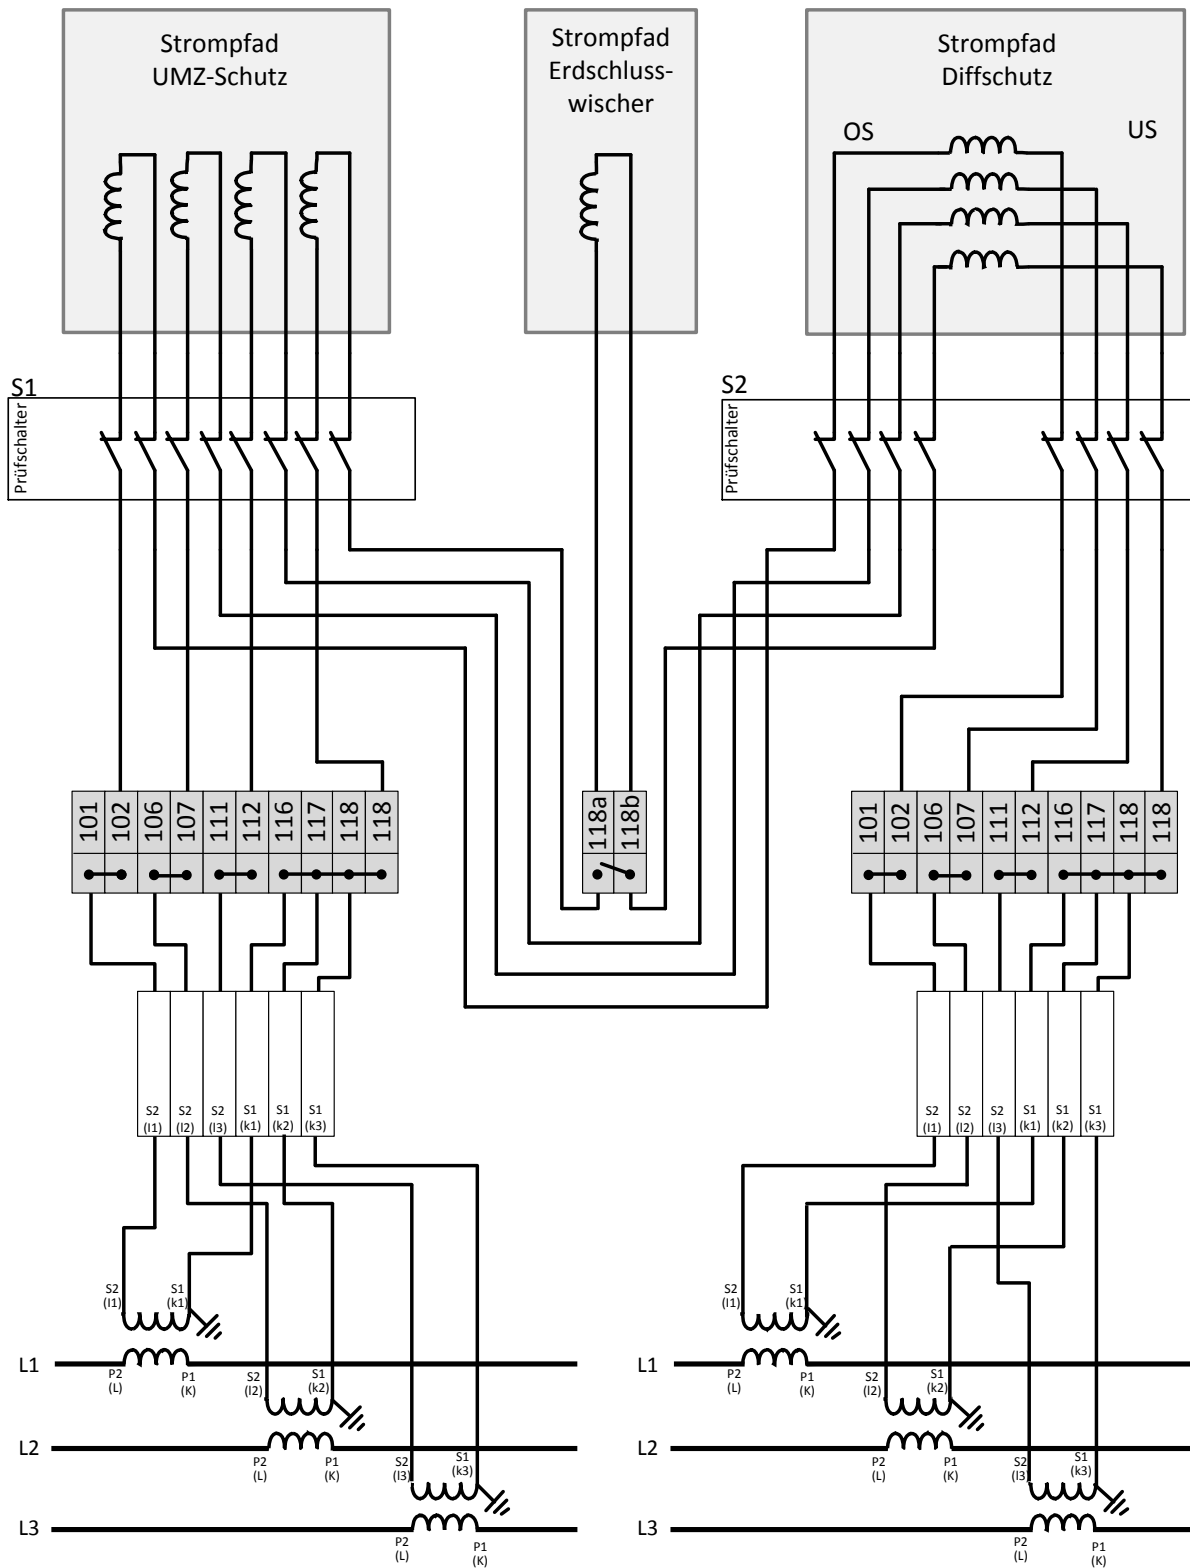 Strompfad
UMZ-Schutz
Strompfad
Erdschluss-
wischer
Strompfad
Diffschutz
OS
US
S1
Prüfschalter
S2
Prüfschalter
101
102
106
107
111
112
116
117
118
118
118a
118b
101
102
106
107
111
112
116
117
118
118
S2
(l1)
S2
(l2)
S2
(l3)
S1
(k1)
S1
(k2)
S1
(k3)
S2
(l1)
S2
(l2)
S2
(l3)
S1
(k1)
S1
(k2)
S1
(k3)
S2
(l1)
S1
(k1)
S2
(l1)
S1
(k1)
L1
P2
(L)
P1
(K)
S2
(l2)
S1
(k2)
L1
P2
(L)
P1
(K)
S2
(l2)
S1
(k2)
L2
P2
(L)
P1
(K)
S2
(l3)
S1
(k3)
L2
P2
(L)
P1
(K)
S2
(l3)
S1
(k3)
L3
P2
(L)
P1
(K)
L3
P2
(L)
P1
(K)